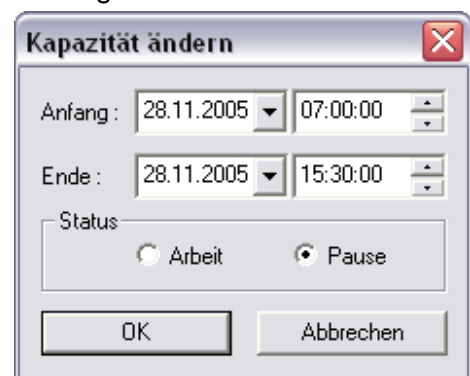 Kapazität ändern
Anfang : 28.11.2005 07:00:00
Ende : 28.11.2005 15:30:00
Status
Arbeit Pause
OK Abbrechen